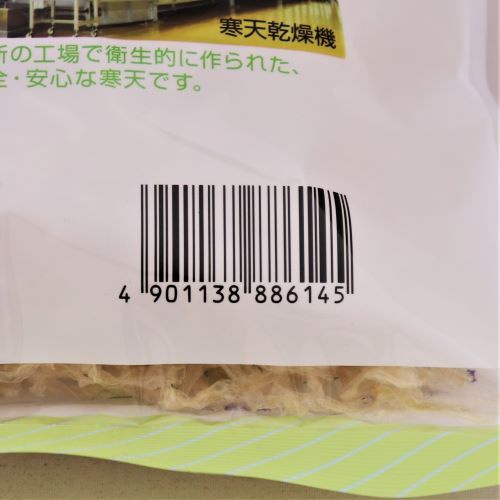 寒天乾燥機
新の工場で衛生的に作られた、
全・安心な寒天です。
4 901138 886145